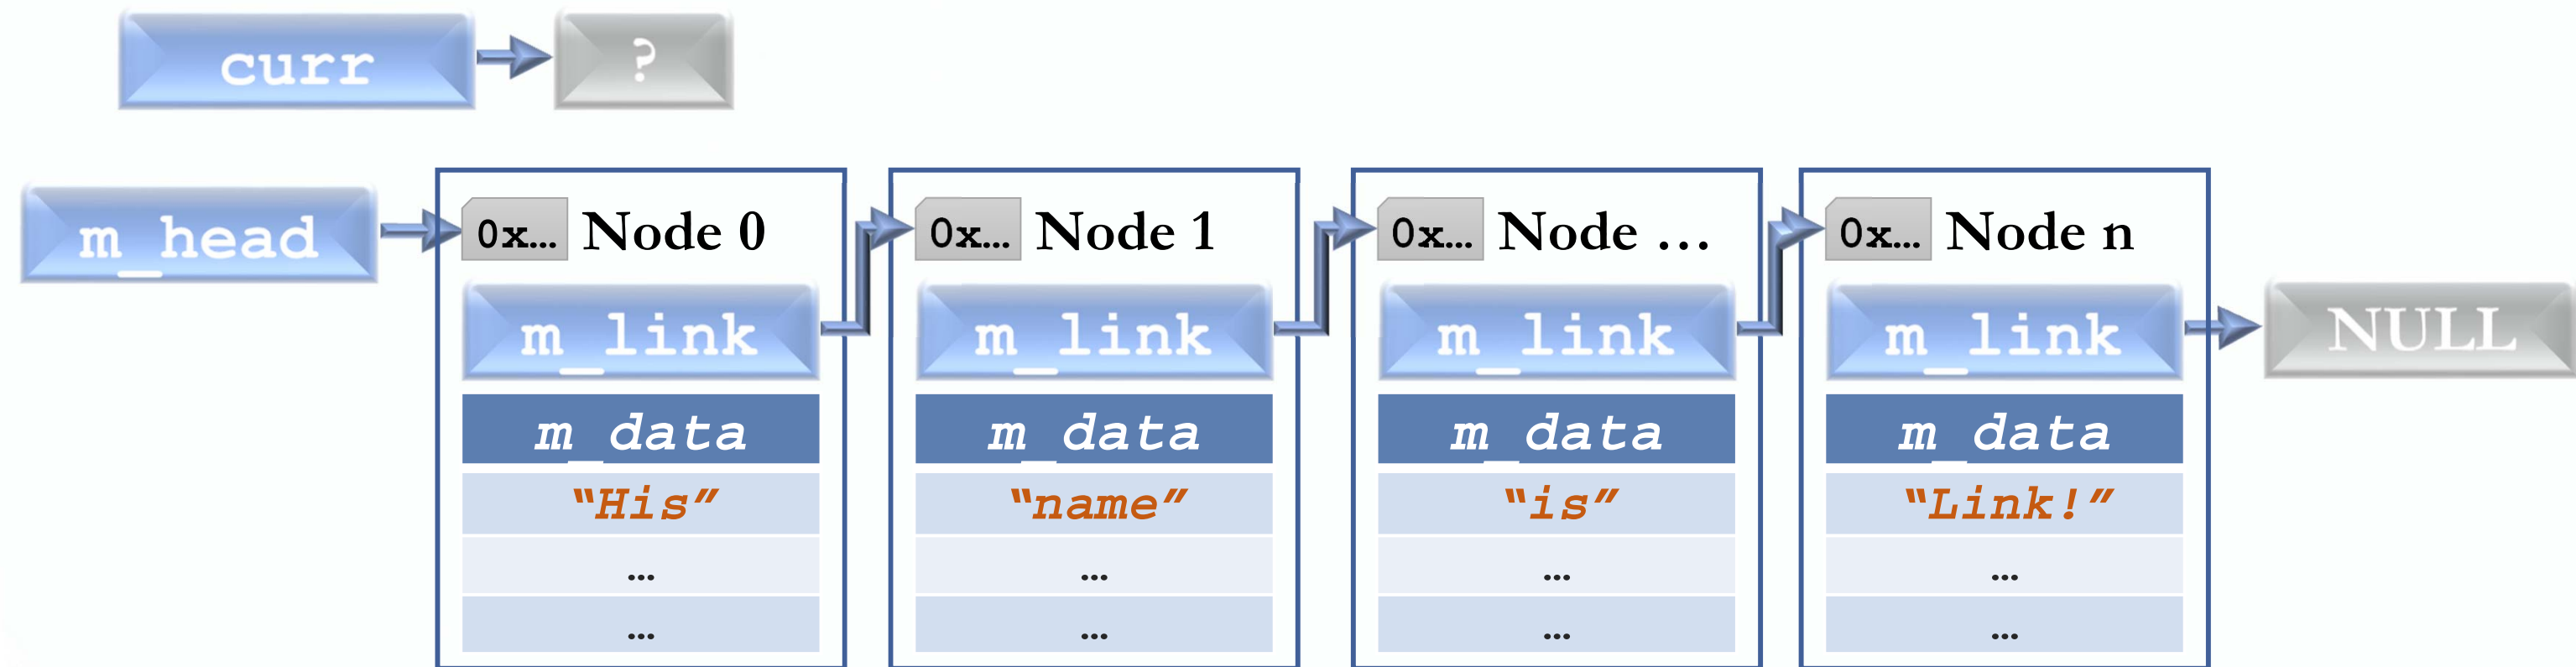 curr ?
m_head
0x... Node 0 0x... Node 1 0x... Node ... 0x... Node n
m_link m_link m_link m_link NULL
m_data m_data m_data m_data
“His” “name” “is” “Link!”
... ... ... ...
... ... ... ...